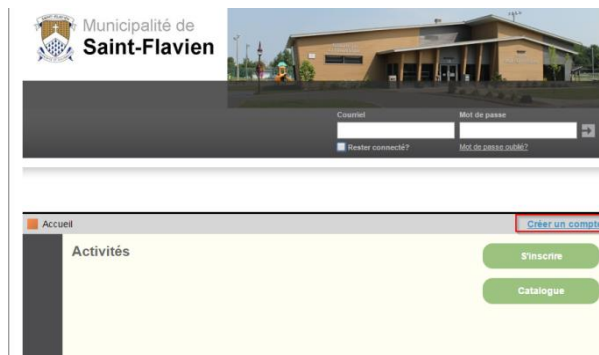 Municipalité de
Saint-Flavien
Courriel
Mot de passe
Rester connecté?
Mot de passe oublié?
Accueil
Créer un compte
Activités
S'inscrire
Catalogue